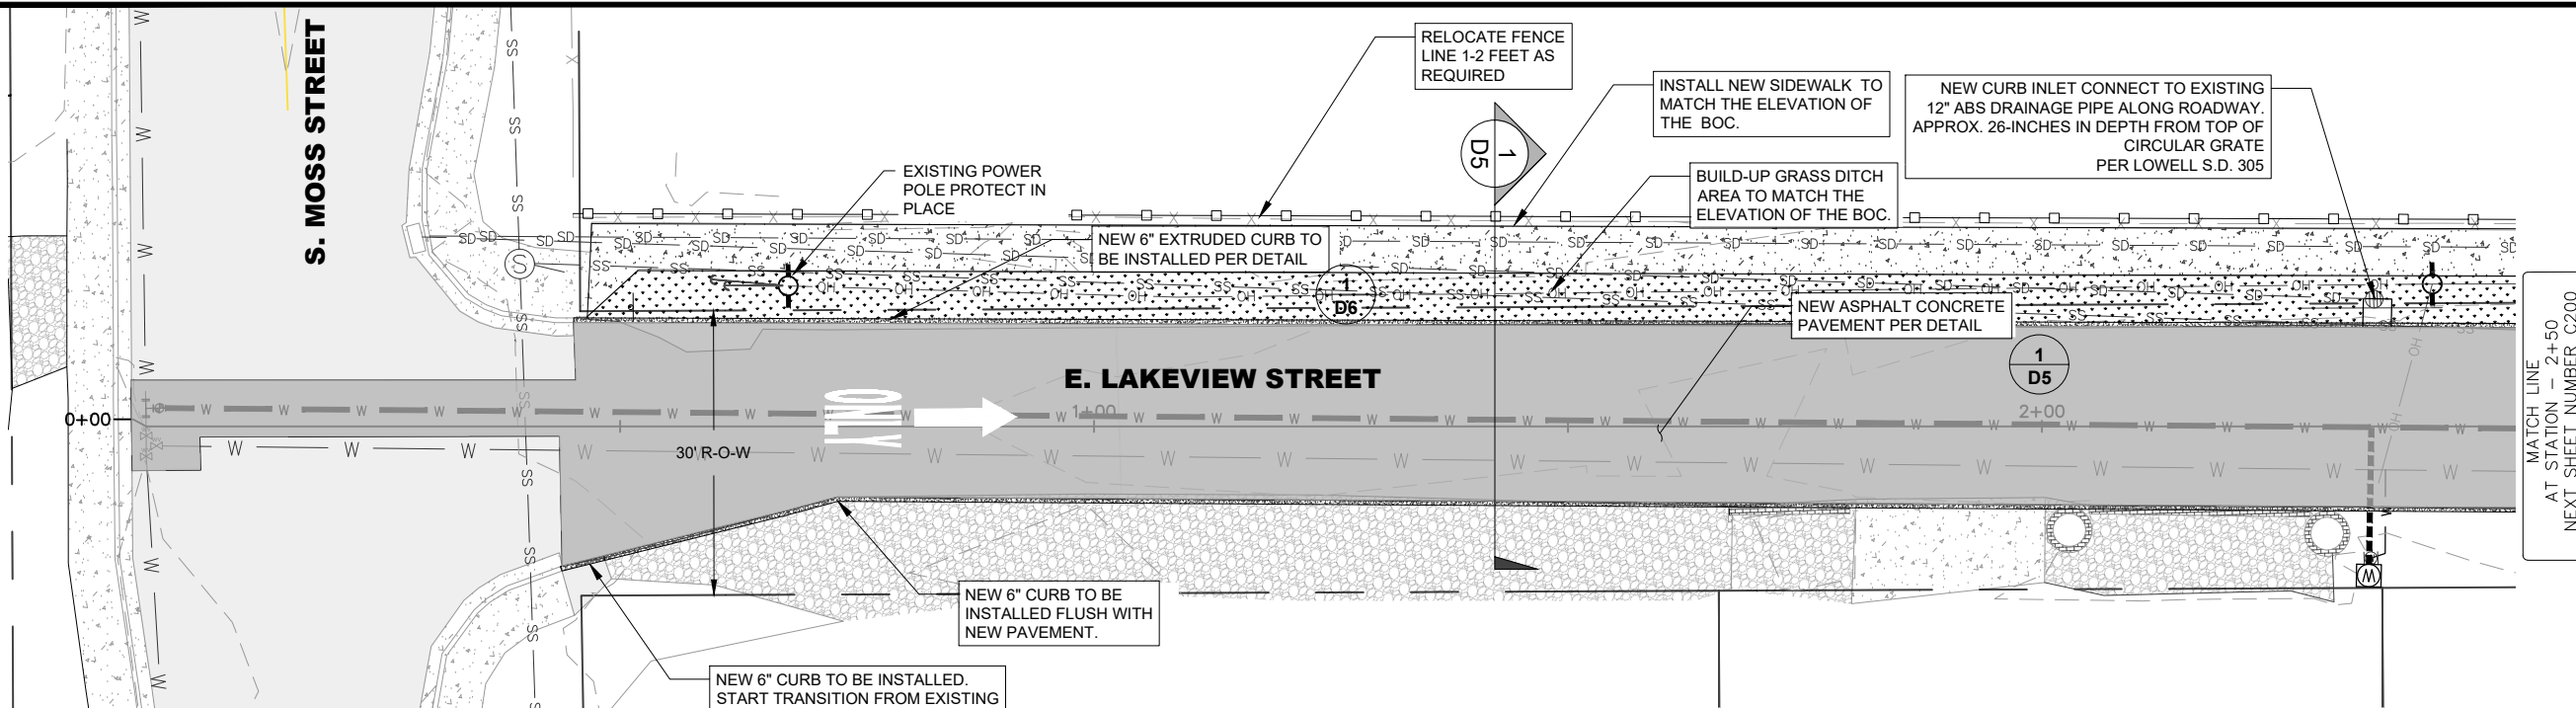 S. MOSS STREET
RELOCATE FENCE
LINE 1-2 FEET AS
REQUIRED
INSTALL NEW SIDEWALK TO
MATCH THE ELEVATION OF
THE BOC.
NEW CURB INLET CONNECT TO EXISTING
12" ABS DRAINAGE PIPE ALONG ROADWAY.
APPROX. 26-INCHES IN DEPTH FROM TOP OF
CIRCULAR GRATE
PER LOWELL S.D. 305
1
D5
EXISTING POWER
POLE PROTECT IN
PLACE
BUILD-UP GRASS DITCH
AREA TO MATCH THE
ELEVATION OF THE BOC.
NEW 6" EXTRUDED CURB TO
BE INSTALLED PER DETAIL
1
D6
NEW ASPHALT CONCRETE
PAVEMENT PER DETAIL
1
D5
E. LAKEVIEW STREET
0+00
ONLY
1+00
2+00
30' R-O-W
MATCH LINE
AT STATION - 2+50
NEXT SHEET NUMBER C200
NEW 6" CURB TO BE
INSTALLED FLUSH WITH
NEW PAVEMENT.
NEW 6" CURB TO BE INSTALLED.
START TRANSITION FROM EXISTING